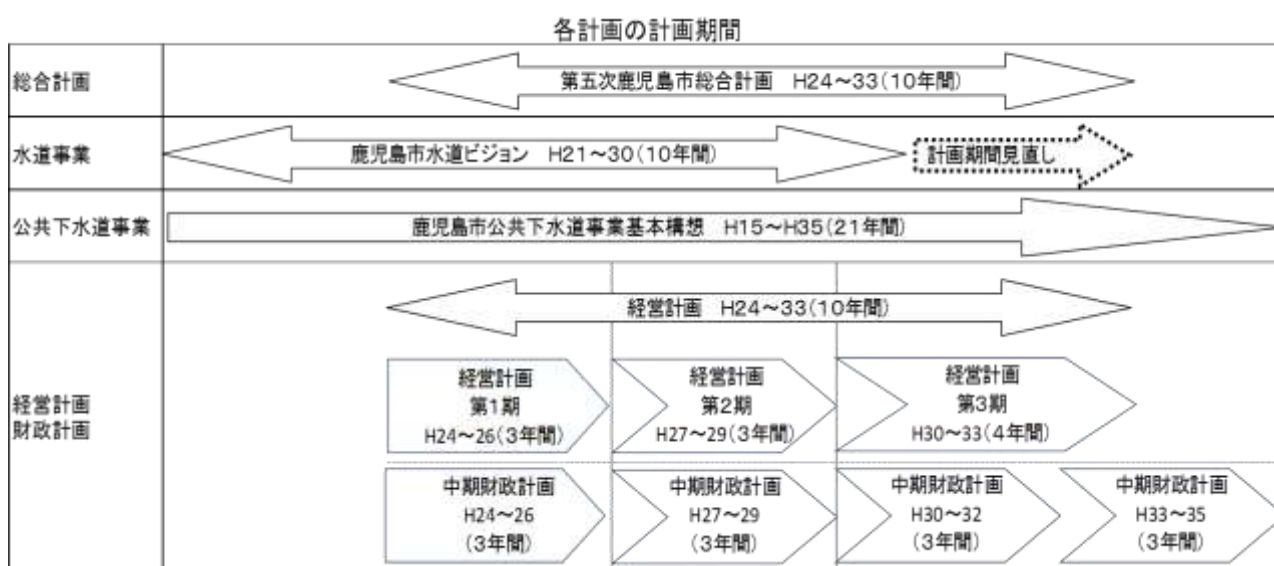 各計画の計画期間
総合計画
第五次鹿児島市総合計画 H24～33(10年間)
水道事業
鹿児島市水道ビジョン H21～30(10年間)
計画期間見直し
公共下水道事業
鹿児島市公共下水道事業基本構想 H15～H35(21年間)
経営計画
財政計画
経営計画 H24～33(10年間)
経営計画
第1期
H24～26(3年間)
経営計画
第2期
H27～29(3年間)
経営計画
第3期
H30～33(4年間)
中期財政計画
H24～26
(3年間)
中期財政計画
H27～29
(3年間)
中期財政計画
H30～32
(3年間)
中期財政計画
H33～35
(3年間)